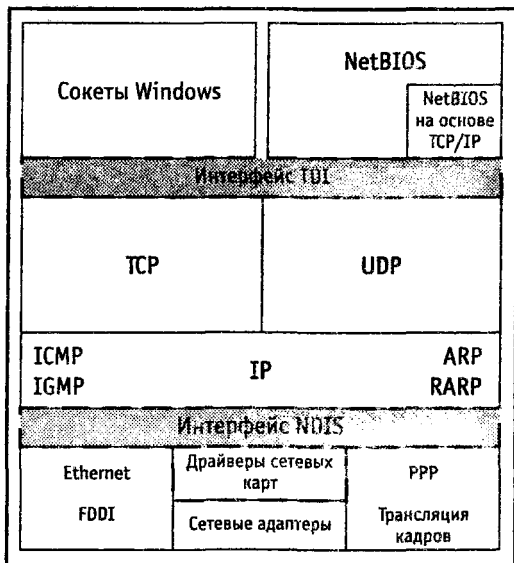 Сокеты Windows
NetBIOS
NetBIOS
на основе
TCP/IP
Интерфейс TDI
TCP
UDP
ICMP
IGMP
IP
ARP
RARP
Интерфейс NDIS
Ethernet
FDDI
Драйверы сетевых
карт
Сетевые адаптеры
PPP
Трансляция
кадров